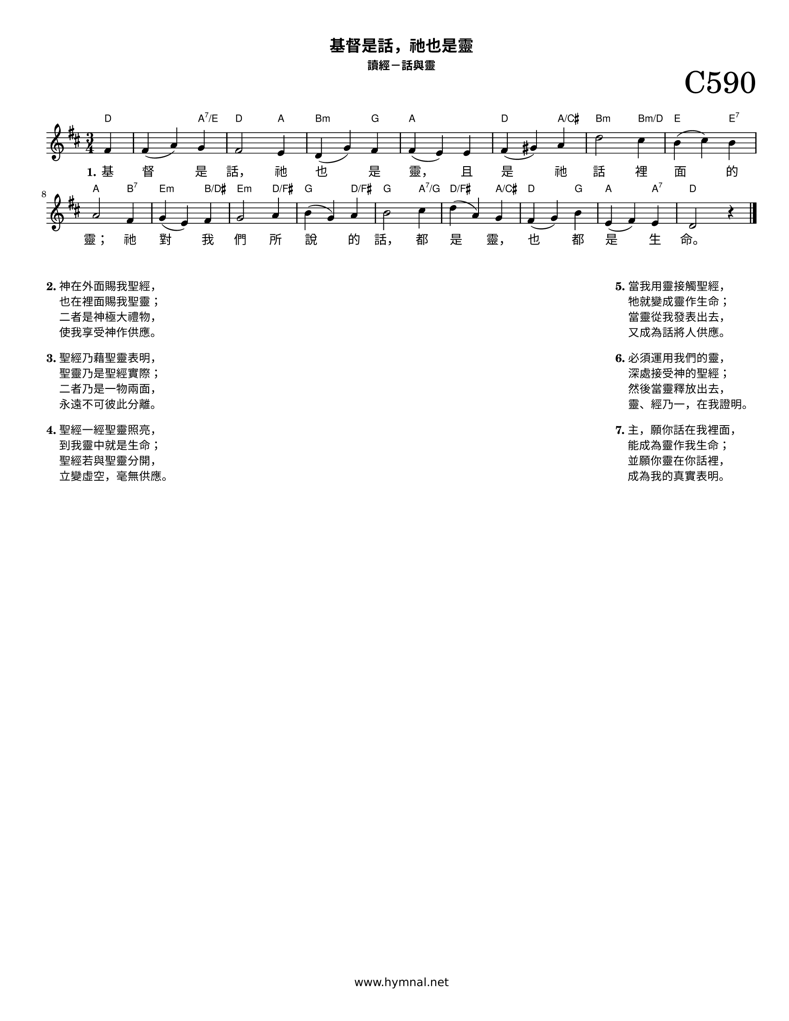 基督是話，祂也是靈
讀經－話與靈
C590
D A7/E D A Bm G A D A/C♯ Bm Bm/D E E7
3
4
1. 基 督 是 話， 祂 也 是 靈， 且 是 祂 話 裡 面 的
8
A B7 Em B/D♯ Em D/F♯ G D/F♯ G A7/G D/F♯ A/C♯ D G A A7 D
靈； 祂 對 我 們 所 說 的 話， 都 是 靈， 也 都 是 生 命。
2. 神在外面賜我聖經，
也在裡面賜我聖靈；
二者是神極大禮物，
使我享受神作供應。
3. 聖經乃藉聖靈表明，
聖靈乃是聖經實際；
二者乃是一物兩面，
永遠不可彼此分離。
4. 聖經一經聖靈照亮，
到我靈中就是生命；
聖經若與聖靈分開，
立變虛空，毫無供應。
5. 當我用靈接觸聖經，
牠就變成靈作生命；
當靈從我發表出去，
又成為話將人供應。
6. 必須運用我們的靈，
深處接受神的聖經；
然後當靈釋放出去，
靈、經乃一，在我證明。
7. 主，願你話在我裡面，
能成為靈作我生命；
並願你靈在你話裡，
成為我的真實表明。
www.hymnal.net